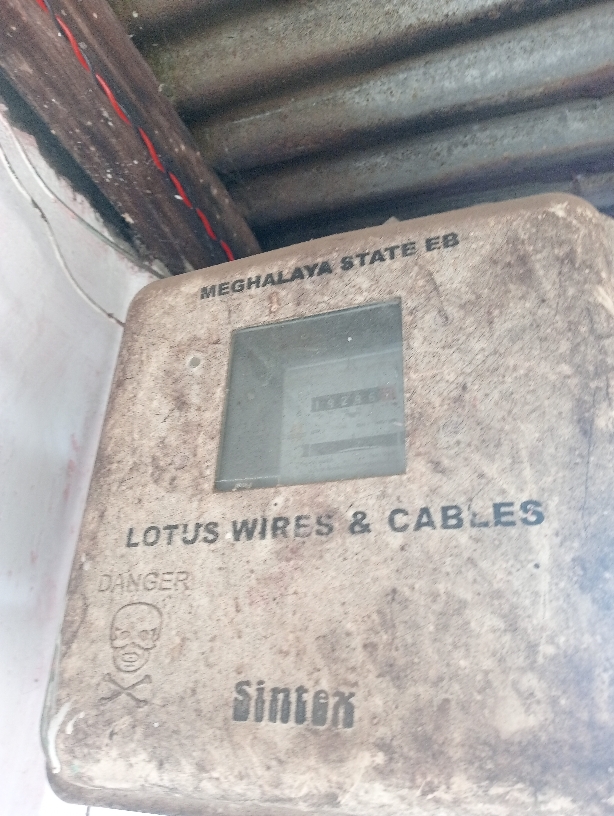 MEGHALAYA STATE EB
LOTUS WIRES & CABLES
DANGER
Sintex